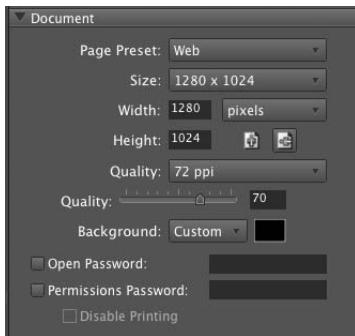 Document
Page Preset: Web
Size: 1280 x 1024
Width: 1280 pixels
Height: 1024
Quality: 72 ppi
Quality: 70
Background: Custom
Open Password:
Permissions Password:
Disable Printing